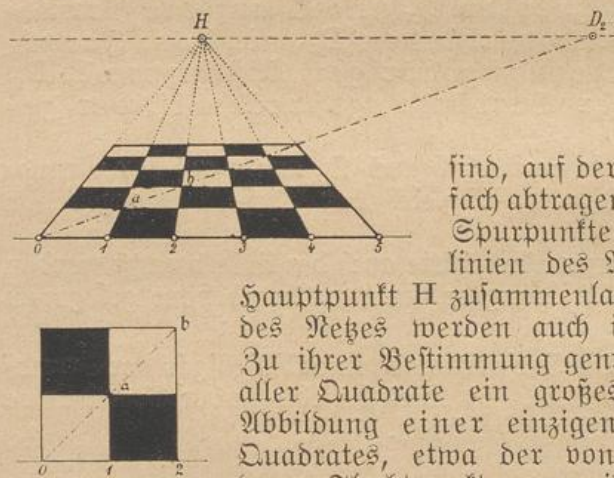 H D₂
a b
0 1 2 3 4 5
sind, auf der
fach abtragen
Spurpunkte
linien des
Hauptpunkt H zusammenla
des Netzes werden auch
Zu ihrer Bestimmung gen
aller Quadrate ein großes
Abbildung einer einzigen
Quadrates, etwa der von
b
a
0 1 2